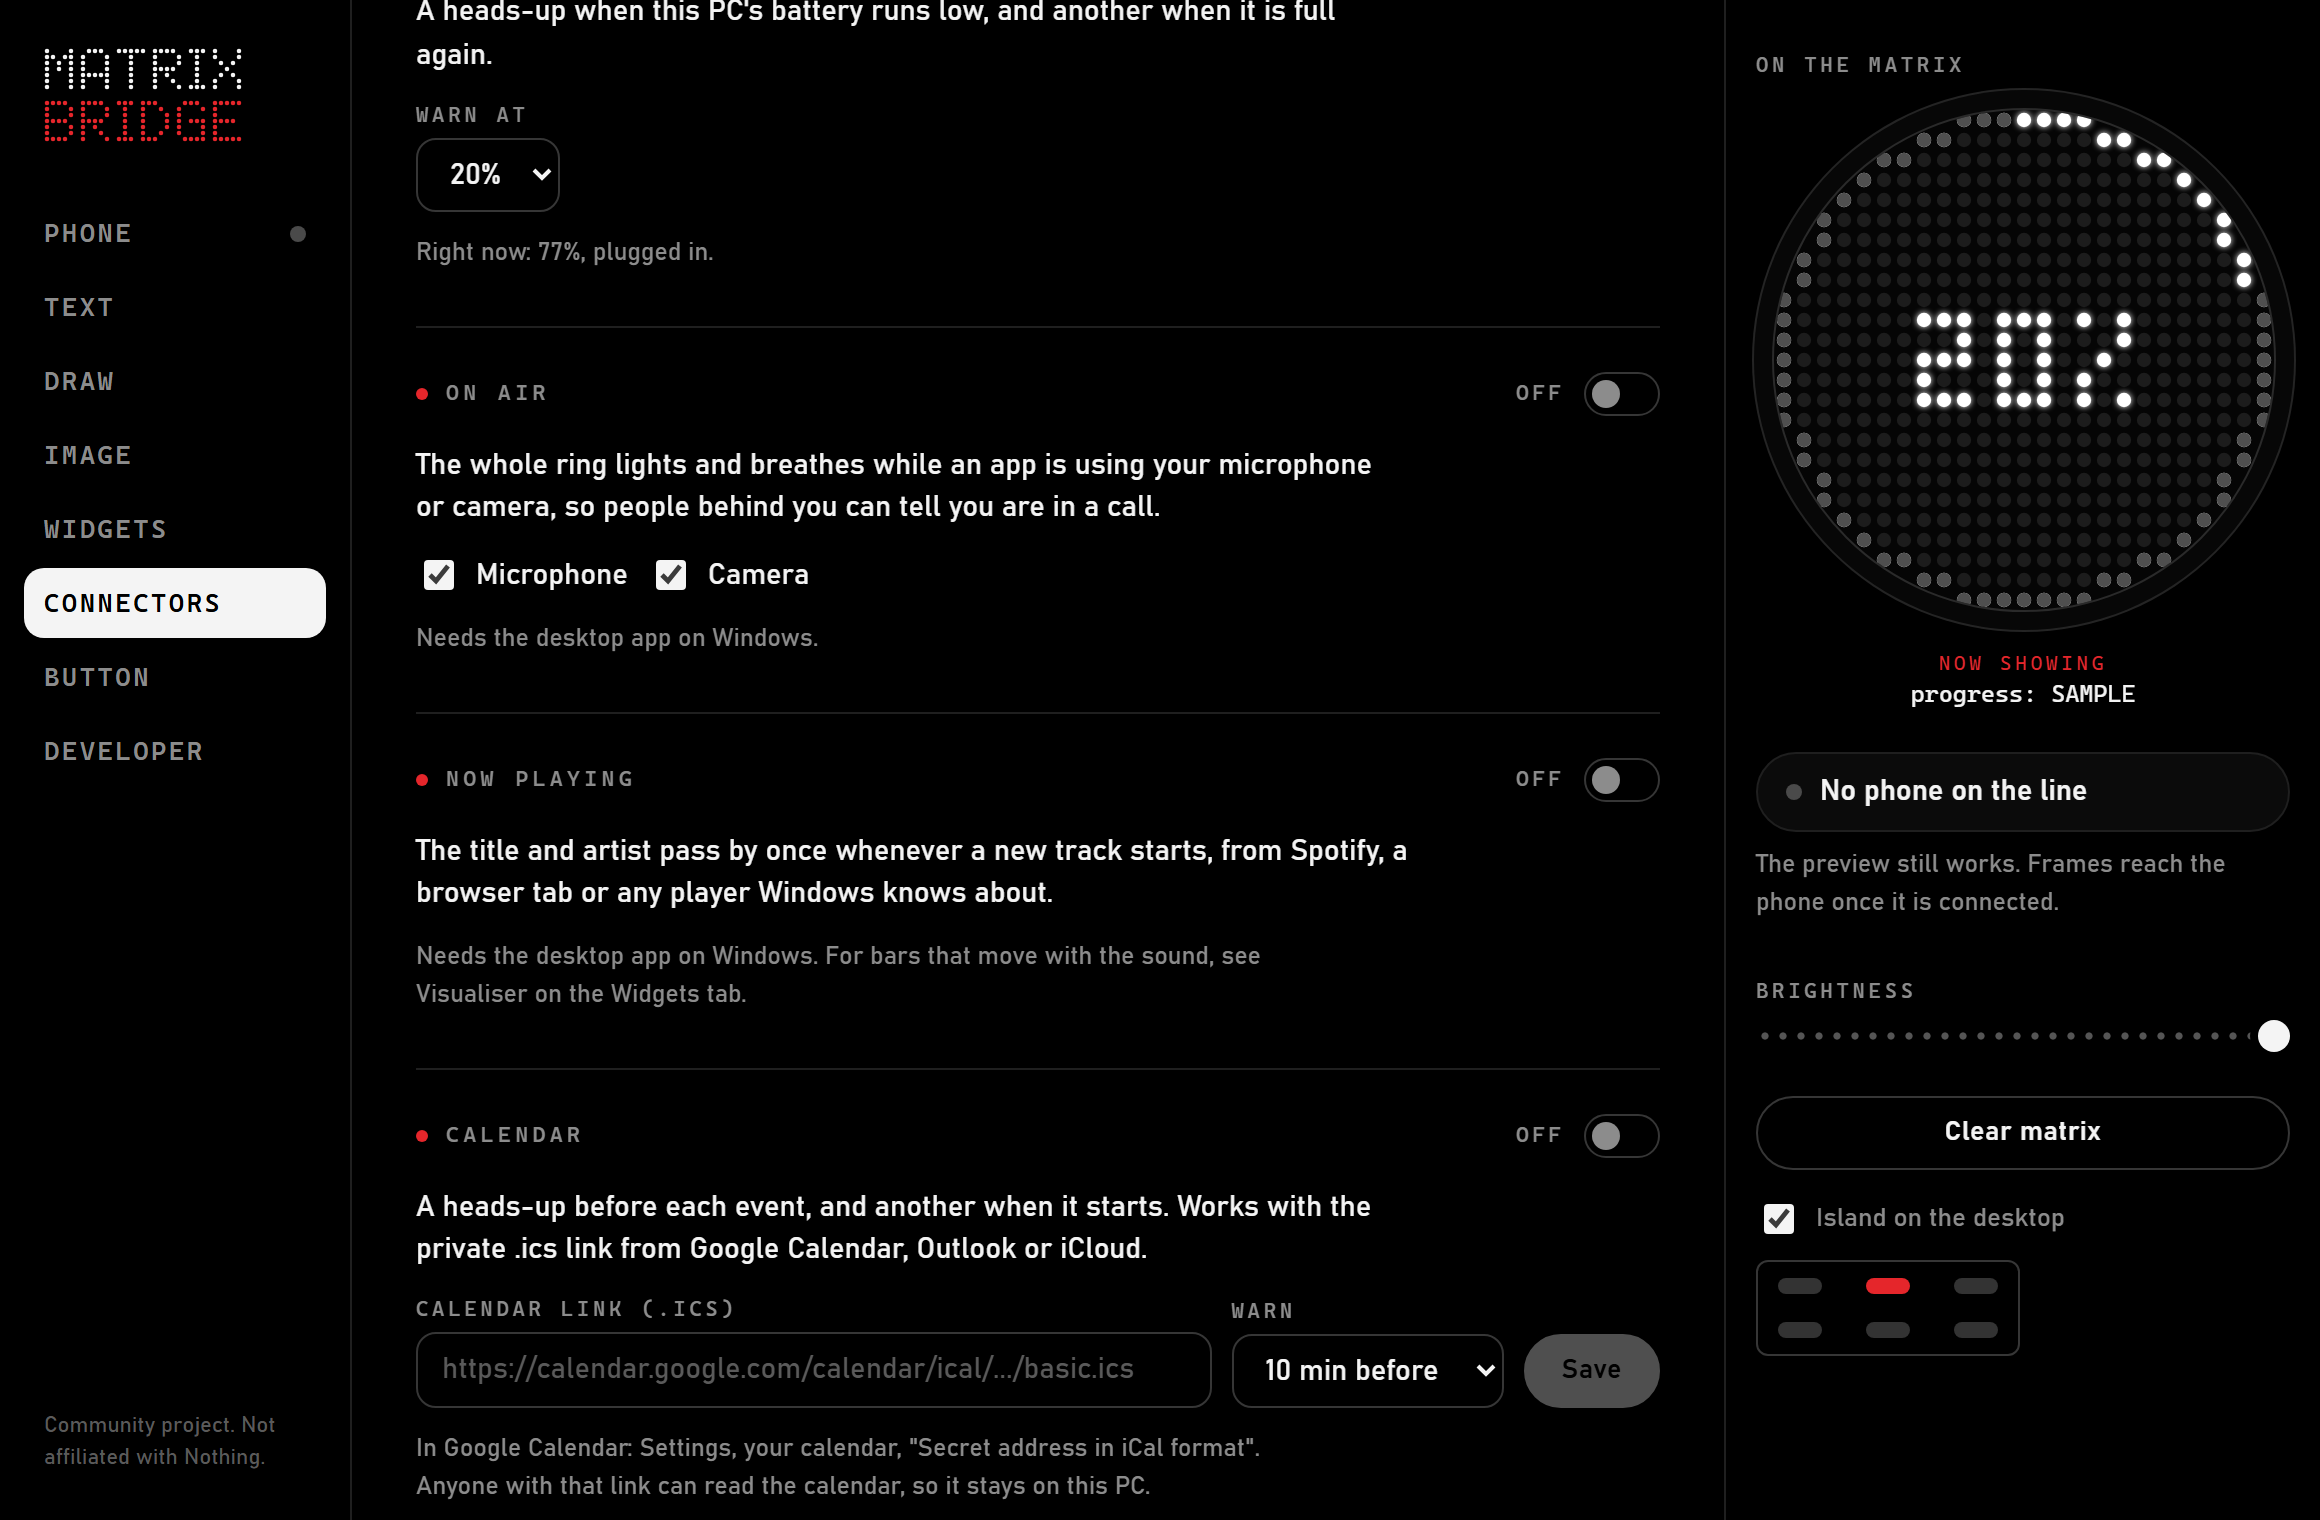 MATRIX
BRIDGE
PHONE
TEXT
DRAW
IMAGE
WIDGETS
CONNECTORS
BUTTON
DEVELOPER
Community project. Not
affiliated with Nothing.
A heads-up when this PC's battery runs low, and another when it is full
again.
WARN AT
20%
Right now: 77%, plugged in.
ON AIR
OFF
The whole ring lights and breathes while an app is using your microphone
or camera, so people behind you can tell you are in a call.
Microphone
Camera
Needs the desktop app on Windows.
NOW PLAYING
OFF
The title and artist pass by once whenever a new track starts, from Spotify, a
browser tab or any player Windows knows about.
Needs the desktop app on Windows. For bars that move with the sound, see
Visualiser on the Widgets tab.
CALENDAR
OFF
A heads-up before each event, and another when it starts. Works with the
private .ics link from Google Calendar, Outlook or iCloud.
CALENDAR LINK (.ICS)
WARN
https://calendar.google.com/calendar/ical/.../basic.ics
10 min before
Save
In Google Calendar: Settings, your calendar, "Secret address in iCal format".
Anyone with that link can read the calendar, so it stays on this PC.
ON THE MATRIX
20%
NOW SHOWING
progress: SAMPLE
No phone on the line
The preview still works. Frames reach the
phone once it is connected.
BRIGHTNESS
Clear matrix
Island on the desktop